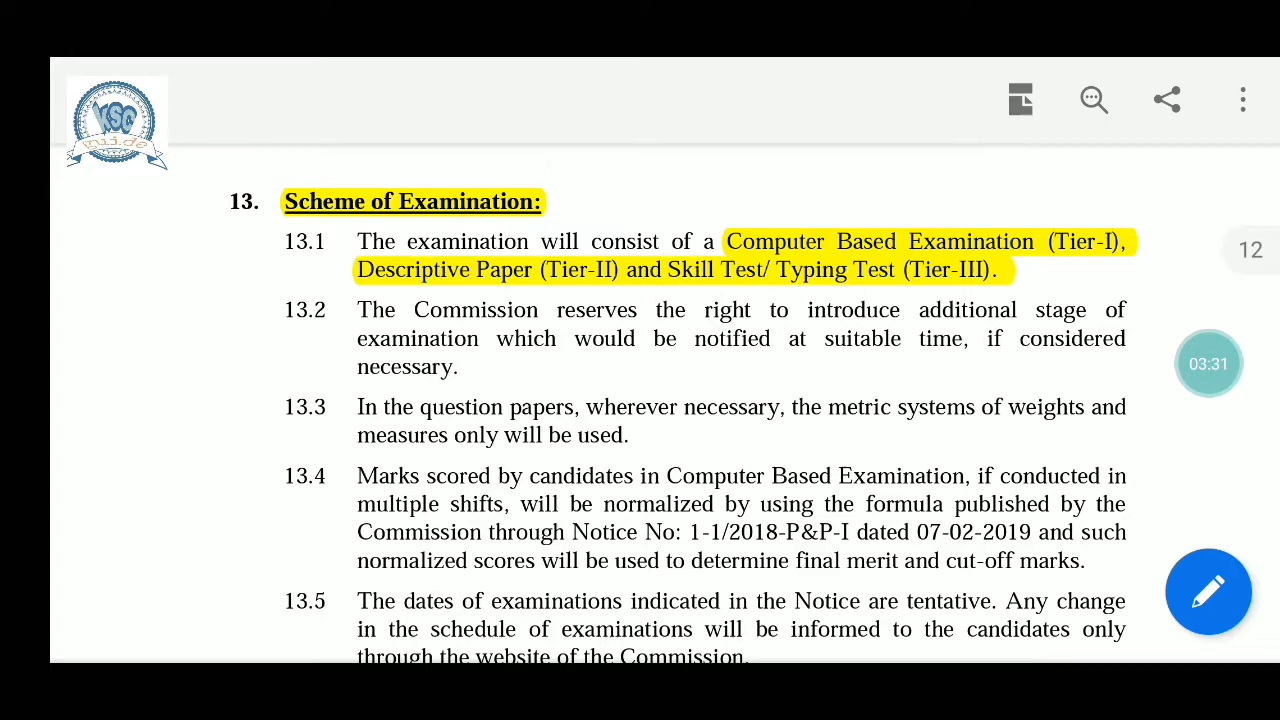 KSG
guide
13. Scheme of Examination:
13.1 The examination will consist of a Computer Based Examination (Tier-I),
Descriptive Paper (Tier-II) and Skill Test/ Typing Test (Tier-III).
12
13.2 The Commission reserves the right to introduce additional stage of
examination which would be notified at suitable time, if considered
necessary.
03:31
13.3 In the question papers, wherever necessary, the metric systems of weights and
measures only will be used.
13.4 Marks scored by candidates in Computer Based Examination, if conducted in
multiple shifts, will be normalized by using the formula published by the
Commission through Notice No: 1-1/2018-P&P-I dated 07-02-2019 and such
normalized scores will be used to determine final merit and cut-off marks.
13.5 The dates of examinations indicated in the Notice are tentative. Any change
in the schedule of examinations will be informed to the candidates only
through the website of the Commission.